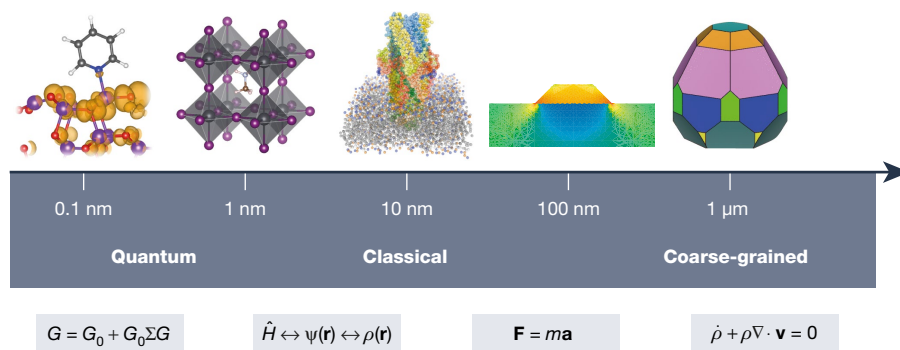 0.1 nm 1 nm 10 nm 100 nm 1 μm
Quantum Classical Coarse-grained
G = G₀ + G₀ΣG Ĥ ↔ ψ(r) ↔ ρ(r) F = ma ρ̇ + ρ∇· v = 0